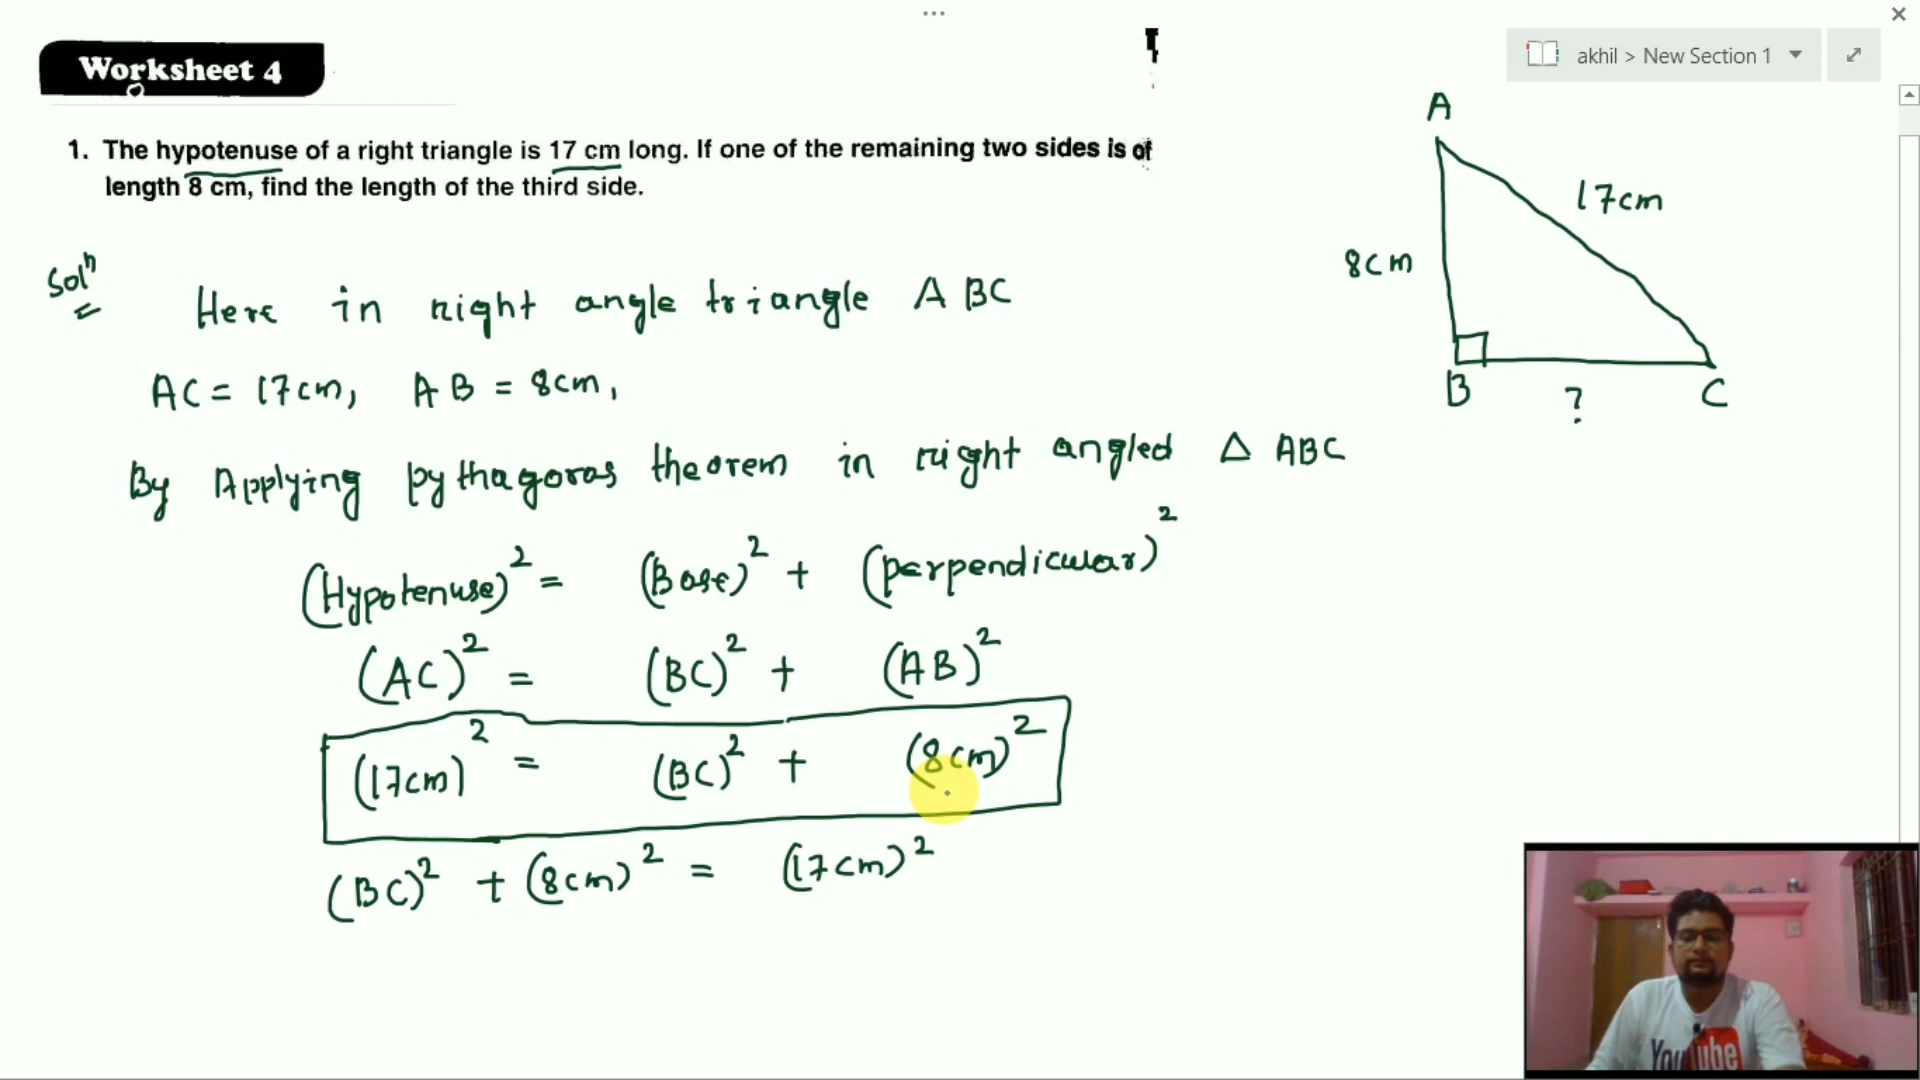 Worksheet 4
akhil > New Section 1
1. The hypotenuse of a right triangle is 17 cm long. If one of the remaining two sides is of
length 8 cm, find the length of the third side.
A
17cm
8cm
B ? C
Solⁿ
Here in right angle triangle ABC
AC = 17cm, AB = 8cm,
By Applying pythagoras theorem in right angled △ ABC
(Hypotenuse)² = (Base)² + (perpendicular)²
(AC)² = (BC)² + (AB)²
(17cm)² = (BC)² + (8cm)²
(BC)² + (8cm)² = (17cm)²
YouTube